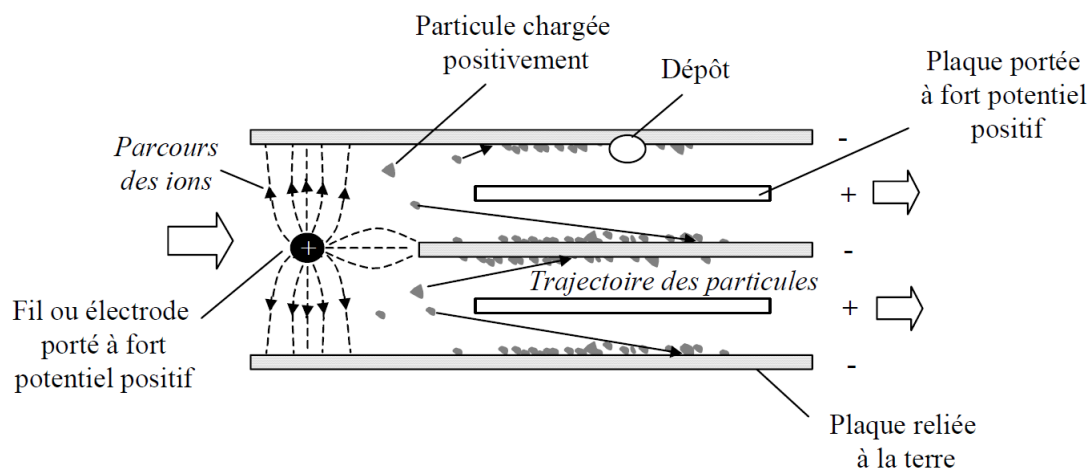 Particule chargée
positivement
Dépôt
Plaque portée
à fort potentiel
positif
Parcours
des ions
-
+
+
-
Trajectoire des particules
Fil ou électrode
porté à fort
potentiel positif
+
-
Plaque reliée
à la terre